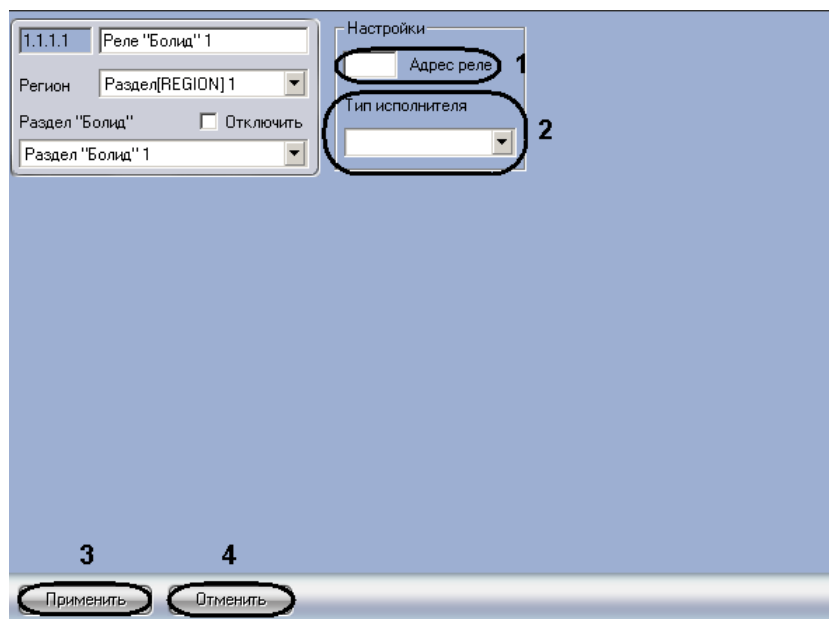 1.1.1.1 Реле "Болид" 1
Регион Раздел[REGION] 1
Раздел "Болид" Отключить
Раздел "Болид" 1
Настройки
Адрес реле 1
Тип исполнителя
2
3 4
Применить Отменить